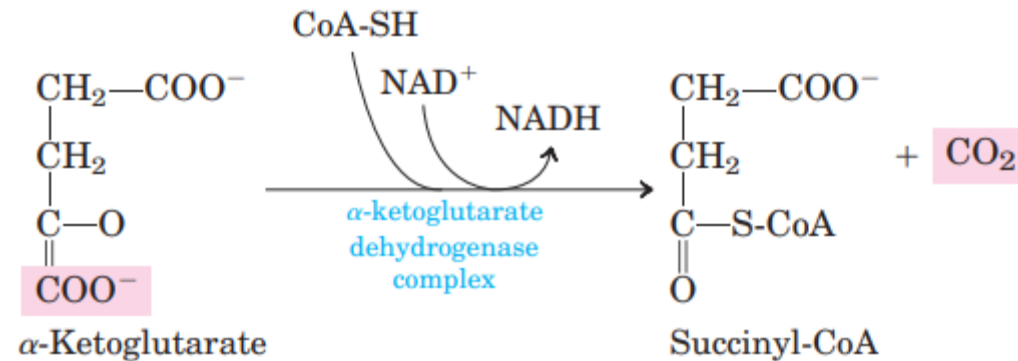 CoA-SH
NAD⁺
NADH
CH₂—COO⁻
CH₂
C—O
COO⁻
α-Ketoglutarate
α-ketoglutarate
dehydrogenase
complex
CH₂—COO⁻
CH₂
C—S-CoA
O
Succinyl-CoA
+ CO₂